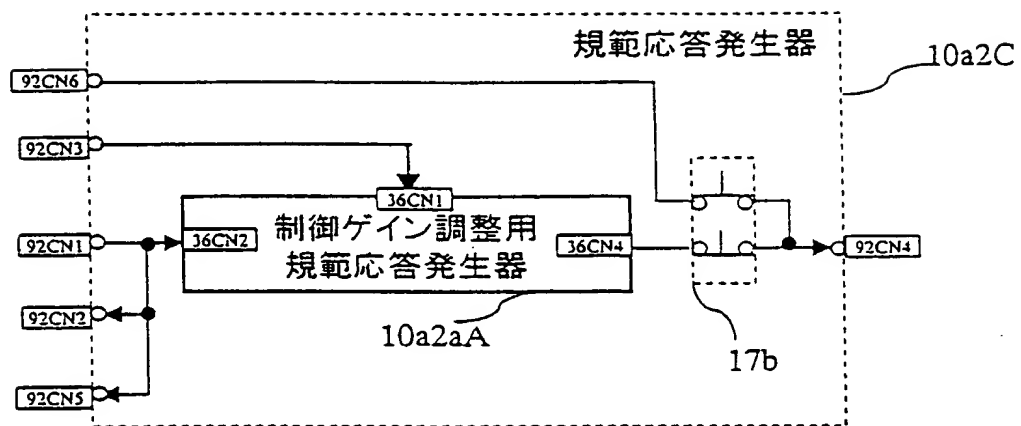 規範応答発生器
10a2C
92CN6
92CN3
36CN1
92CN1
36CN2
制御ゲイン調整用
規範応答発生器
36CN4
92CN4
92CN2
10a2aA
17b
92CN5